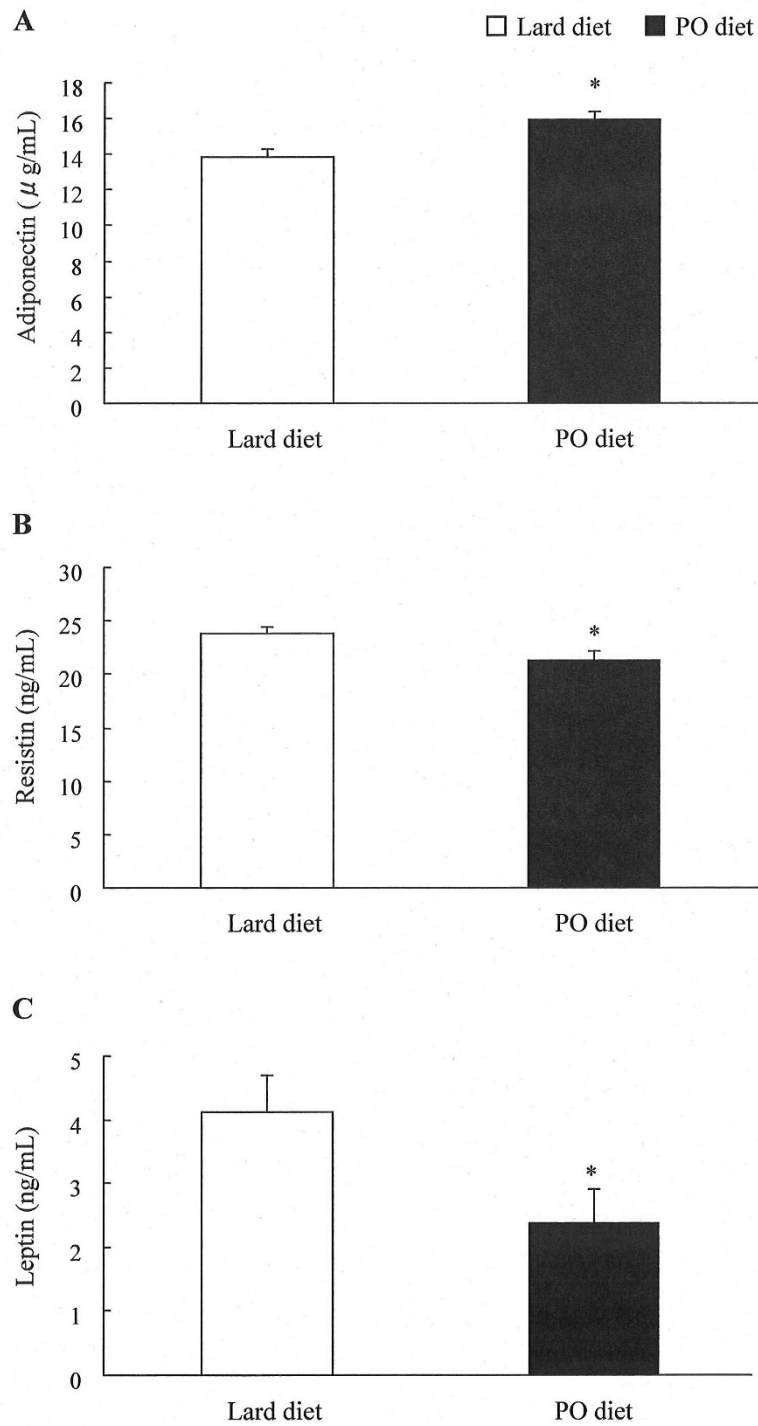 A
Lard diet PO diet
*
18
16
14
12
10
8
6
4
2
0
Adiponectin ( μ g/mL)
Lard diet PO diet
B
30
25
20
15
10
5
0
Resistin (ng/mL)
*
Lard diet PO diet
C
5
4
3
2
1
0
Leptin (ng/mL)
*
Lard diet PO diet